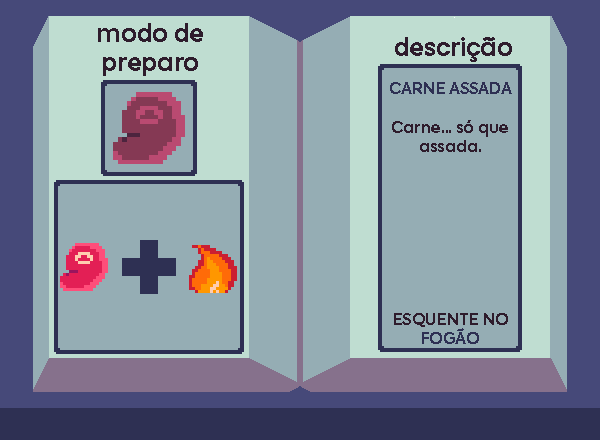 modo de
preparo
descrição
CARNE ASSADA
Carne... só que
assada.
ESQUENTE NO
FOGÃO